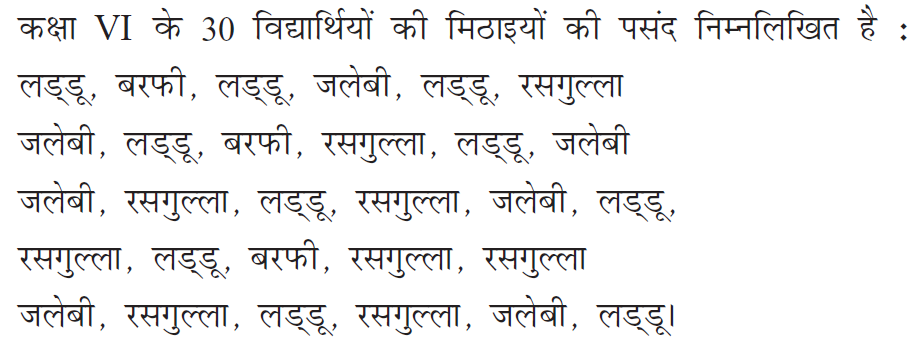 कक्षा VI के 30 विद्यार्थियों की मिठाइयों की पसंद निम्नलिखित है :
लड्डू, बरफी, लड्डू, जलेबी, लड्डू, रसगुल्ला
जलेबी, लड्डू, बरफी, रसगुल्ला, लड्डू, जलेबी
जलेबी, रसगुल्ला, लड्डू, रसगुल्ला, जलेबी, लड्डू,
रसगुल्ला, लड्डू, बरफी, रसगुल्ला, रसगुल्ला
जलेबी, रसगुल्ला, लड्डू, रसगुल्ला, जलेबी, लड्डू।